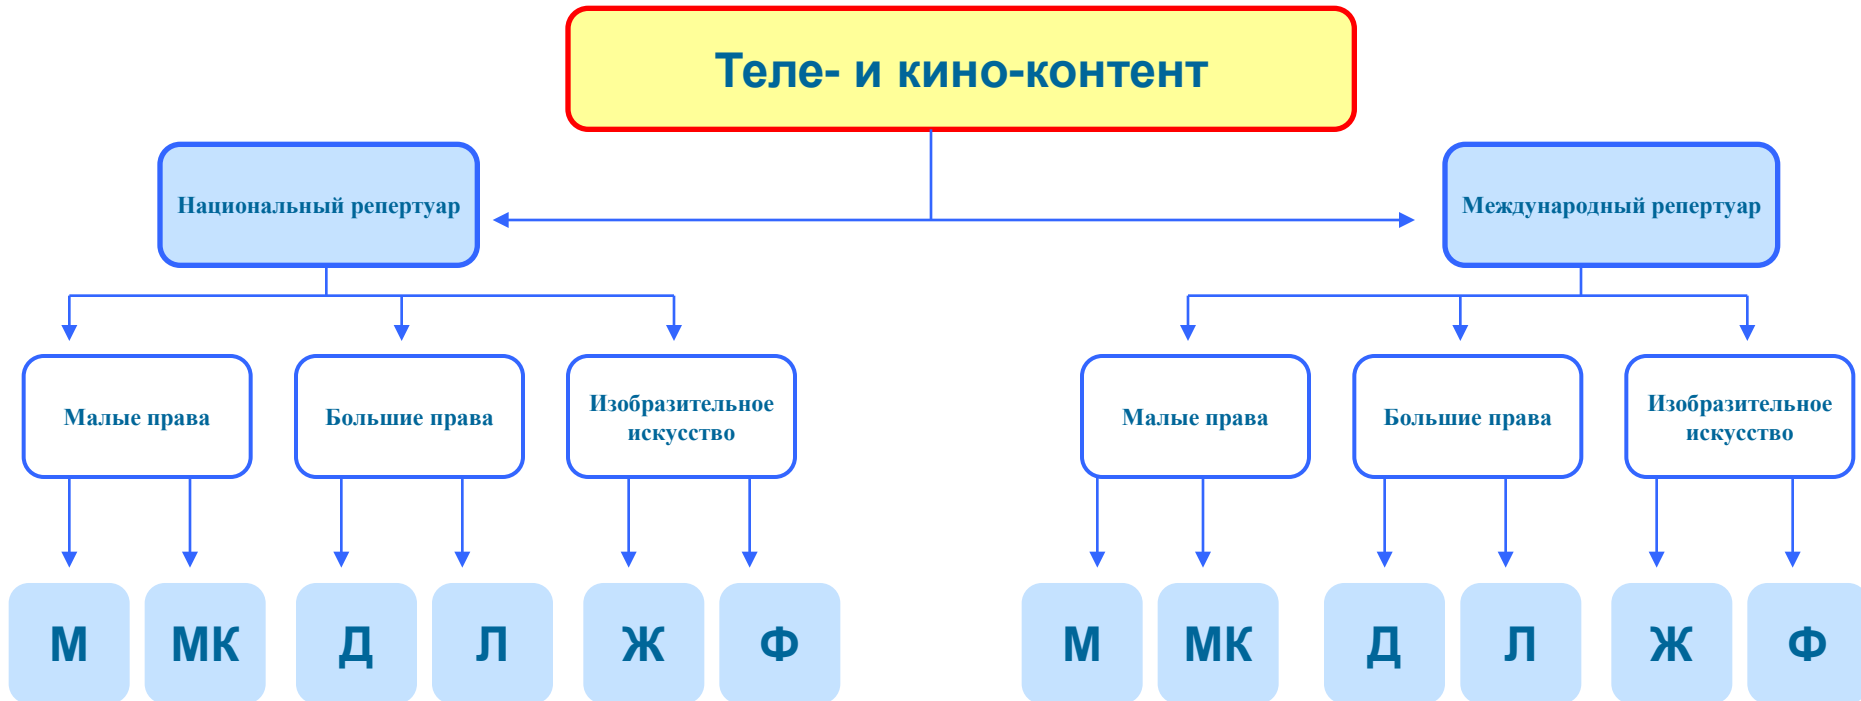 Теле- и кино-контент
Национальный репертуар
Международный репертуар
Малые права
Большие права
Изобразительное
искусство
Малые права
Большие права
Изобразительное
искусство
М
МК
Д
Л
Ж
Ф
М
МК
Д
Л
Ж
Ф